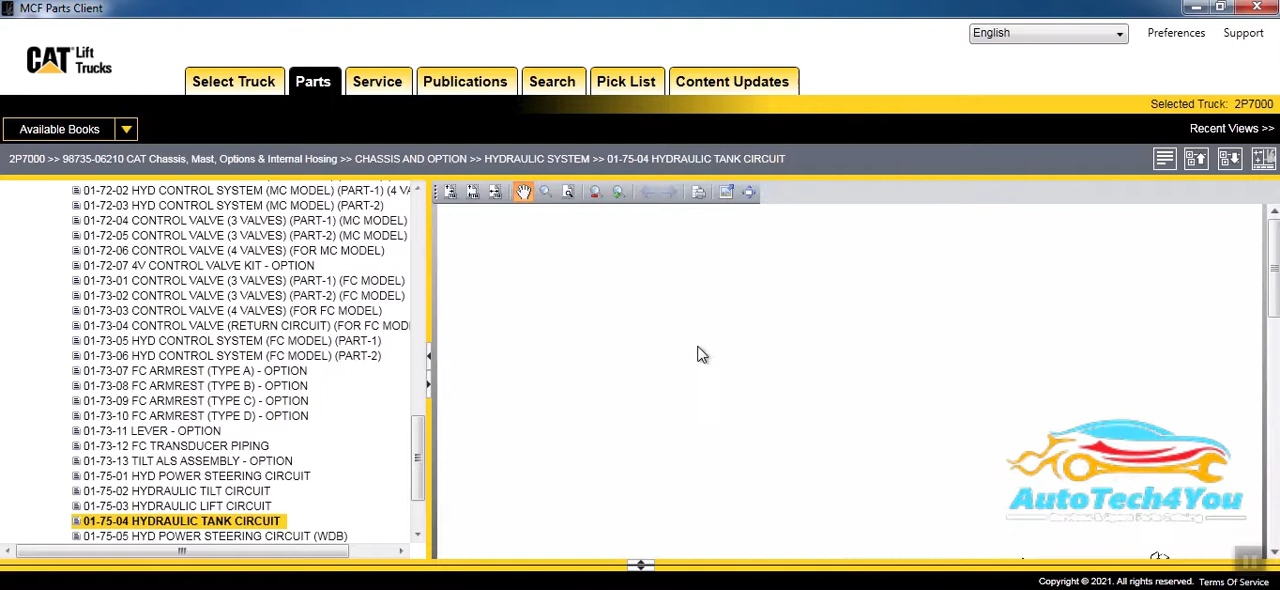 MCF Parts Client
English
Preferences
Support
CAT Lift
Trucks
Select Truck
Parts
Service
Publications
Search
Pick List
Content Updates
Selected Truck: 2P7000
Available Books
Recent Views >>
2P7000 >> 98735-06210 CAT Chassis, Mast, Options & Internal Hosing >> CHASSIS AND OPTION >> HYDRAULIC SYSTEM >> 01-75-04 HYDRAULIC TANK CIRCUIT
01-72-02 HYD CONTROL SYSTEM (MC MODEL) (PART-1) (4 VA
01-72-03 HYD CONTROL SYSTEM (MC MODEL) (PART-2)
01-72-04 CONTROL VALVE (3 VALVES) (PART-1) (MC MODEL)
01-72-05 CONTROL VALVE (3 VALVES) (PART-2) (MC MODEL)
01-72-06 CONTROL VALVE (4 VALVES) (FOR MC MODEL)
01-72-07 4V CONTROL VALVE KIT - OPTION
01-73-01 CONTROL VALVE (3 VALVES) (PART-1) (FC MODEL)
01-73-02 CONTROL VALVE (3 VALVES) (PART-2) (FC MODEL)
01-73-03 CONTROL VALVE (4 VALVES) (FOR FC MODEL)
01-73-04 CONTROL VALVE (RETURN CIRCUIT) (FOR FC MOD
01-73-05 HYD CONTROL SYSTEM (FC MODEL) (PART-1)
01-73-06 HYD CONTROL SYSTEM (FC MODEL) (PART-2)
01-73-07 FC ARMREST (TYPE A) - OPTION
01-73-08 FC ARMREST (TYPE B) - OPTION
01-73-09 FC ARMREST (TYPE C) - OPTION
01-73-10 FC ARMREST (TYPE D) - OPTION
01-73-11 LEVER - OPTION
01-73-12 FC TRANSDUCER PIPING
01-73-13 TILT ALS ASSEMBLY - OPTION
01-75-01 HYD POWER STEERING CIRCUIT
01-75-02 HYDRAULIC TILT CIRCUIT
01-75-03 HYDRAULIC LIFT CIRCUIT
01-75-04 HYDRAULIC TANK CIRCUIT
01-75-05 HYD POWER STEERING CIRCUIT (WDB)
AutoTech4You
Copyright © 2021. All rights reserved. Terms Of Service